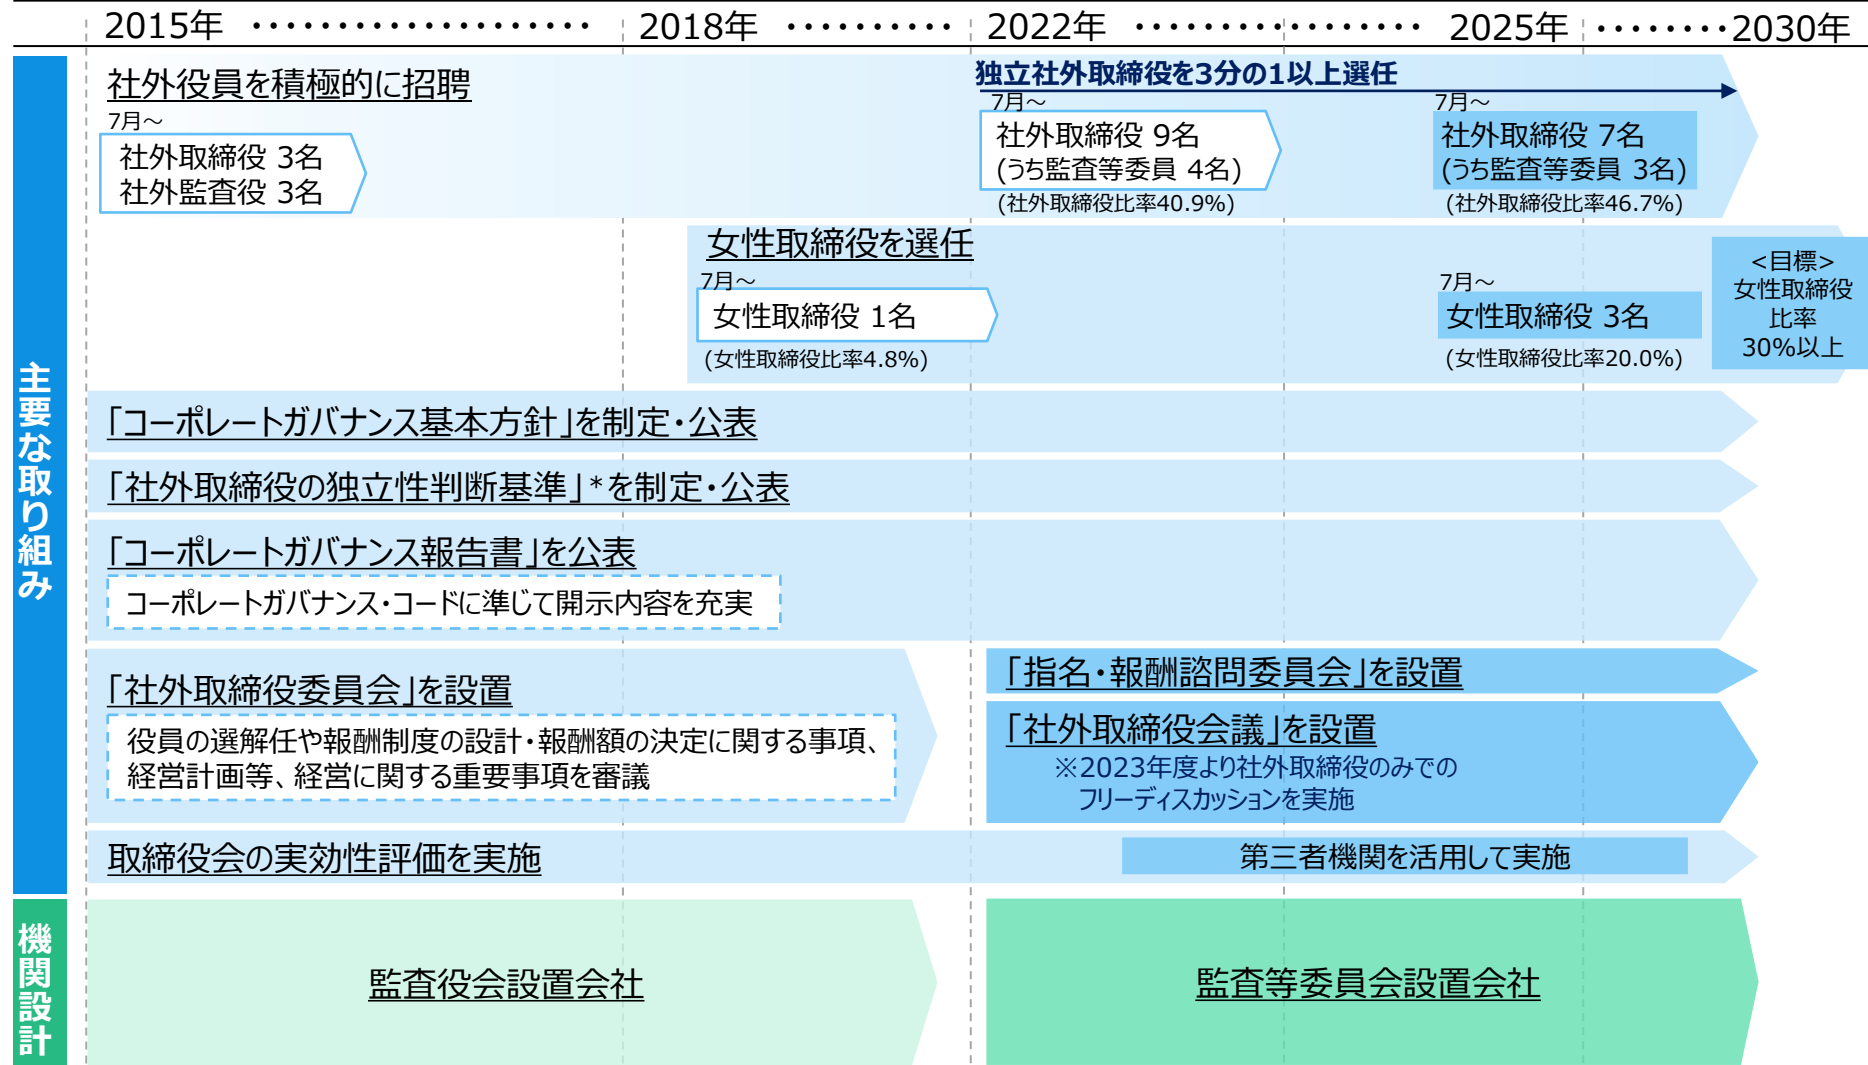 2015年 ・・・・・・・・・・・・・・・・・・ 2018年 ・・・・・・・・・・ 2022年 ・・・・・・・・・・・・・・・・ 2025年 ・・・・・・・・ 2030年
主要な取り組み
社外役員を積極的に招聘
7月～
社外取締役 3名
社外監査役 3名
独立社外取締役を3分の1以上選任
7月～
社外取締役 9名
(うち監査等委員 4名)
(社外取締役比率40.9%)
7月～
社外取締役 7名
(うち監査等委員 3名)
(社外取締役比率46.7%)
女性取締役を選任
7月～
女性取締役 1名
(女性取締役比率4.8%)
7月～
女性取締役 3名
(女性取締役比率20.0%)
<目標>
女性取締役
比率
30%以上
「コーポレートガバナンス基本方針」を制定・公表
「社外取締役の独立性判断基準」*を制定・公表
「コーポレートガバナンス報告書」を公表
コーポレートガバナンス・コードに準じて開示内容を充実
「社外取締役委員会」を設置
役員の選解任や報酬制度の設計・報酬額の決定に関する事項、
経営計画等、経営に関する重要事項を審議
「指名・報酬諮問委員会」を設置
「社外取締役会議」を設置
※2023年度より社外取締役のみでの
フリーディスカッションを実施
取締役会の実効性評価を実施
第三者機関を活用して実施
機関設計
監査役会設置会社
監査等委員会設置会社